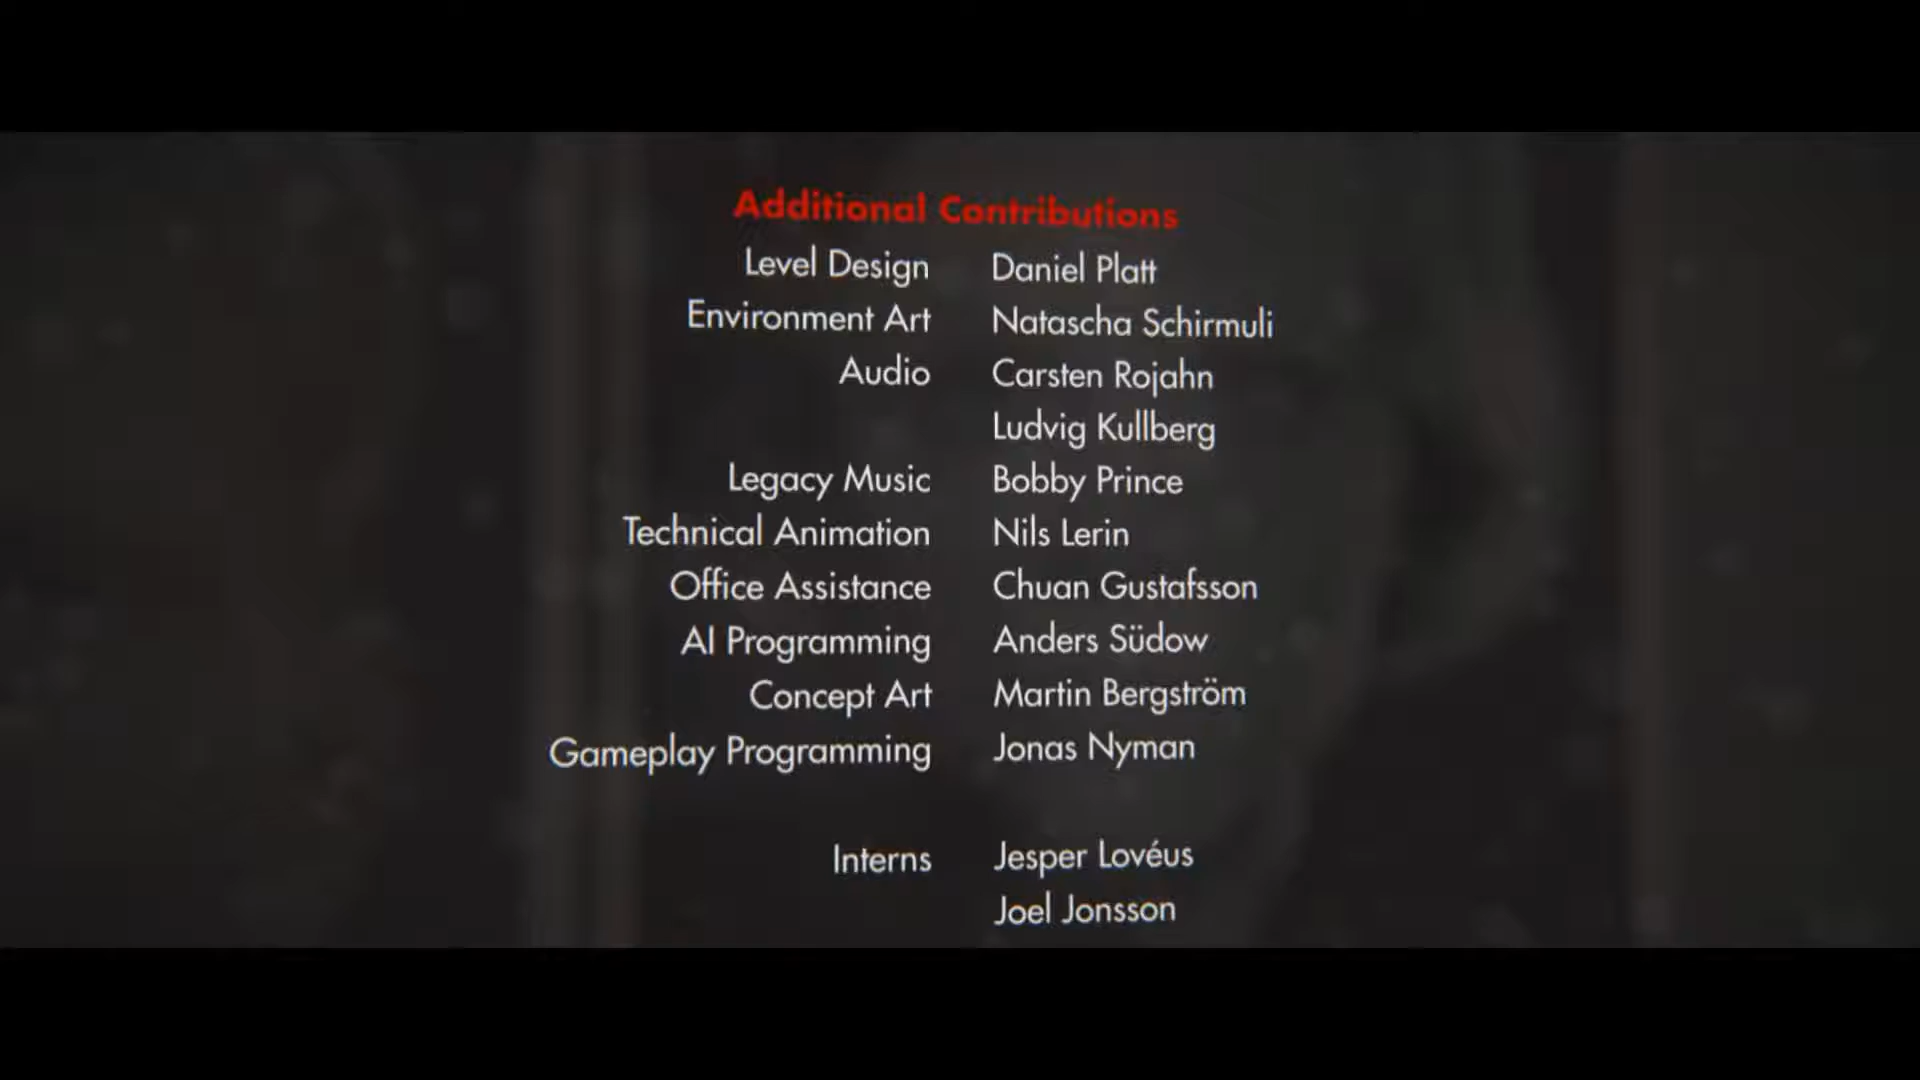 Additional Contributions
Level Design Daniel Platt
Environment Art Natascha Schirmuli
Audio Carsten Rojahn
Ludvig Kullberg
Legacy Music Bobby Prince
Technical Animation Nils Lerin
Office Assistance Chuan Gustafsson
AI Programming Anders Südow
Concept Art Martin Bergström
Gameplay Programming Jonas Nyman
Interns Jesper Lovéus
Joel Jonsson